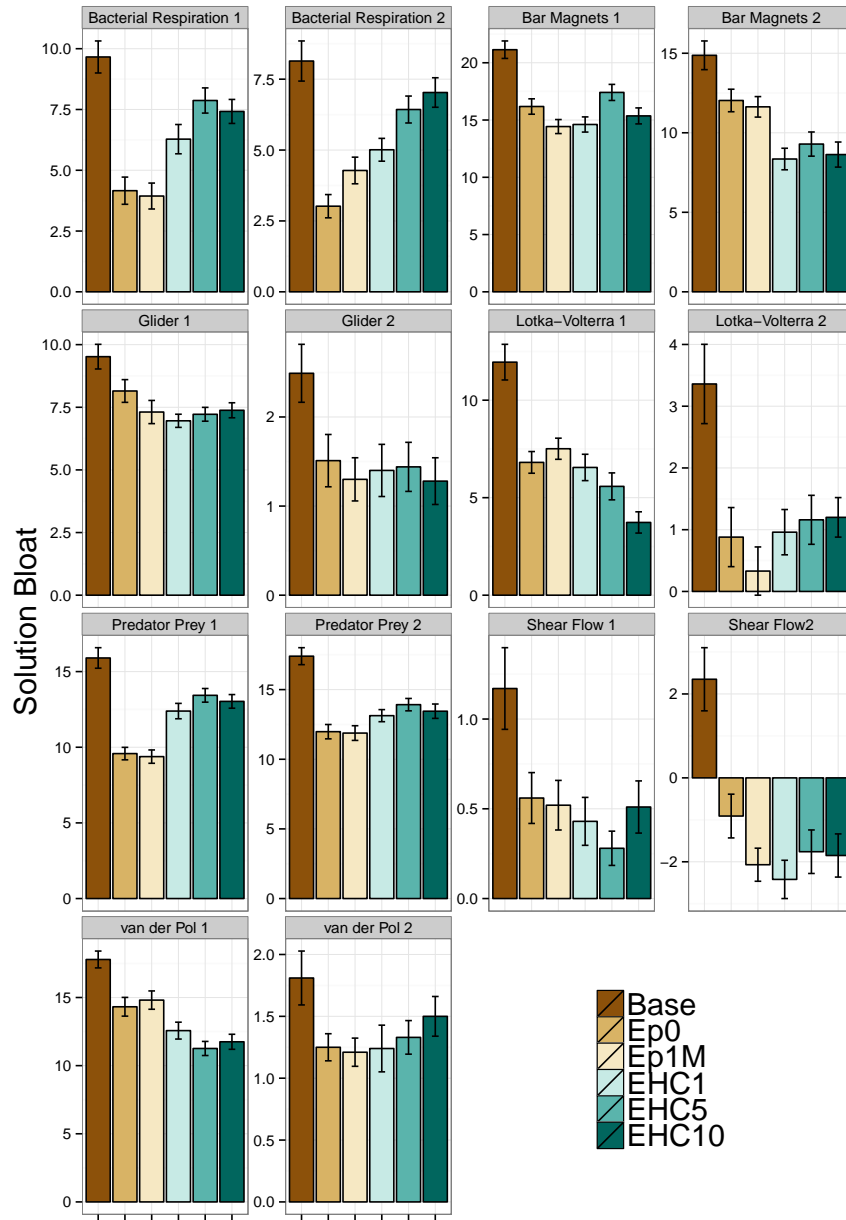 Solution Bloat
Bacterial Respiration 1
10.0
7.5
5.0
2.5
0.0
Bacterial Respiration 2
7.5
5.0
2.5
0.0
Bar Magnets 1
20
15
10
5
0
Bar Magnets 2
15
10
5
0
Glider 1
10.0
7.5
5.0
2.5
0.0
Glider 2
2
1
0
Lotka−Volterra 1
10
5
0
Lotka−Volterra 2
4
3
2
1
0
Predator Prey 1
15
10
5
0
Predator Prey 2
15
10
5
0
Shear Flow 1
1.0
0.5
0.0
Shear Flow2
2
0
−2
van der Pol 1
15
10
5
0
van der Pol 2
2.0
1.5
1.0
0.5
0.0
Base
Ep0
Ep1M
EHC1
EHC5
EHC10